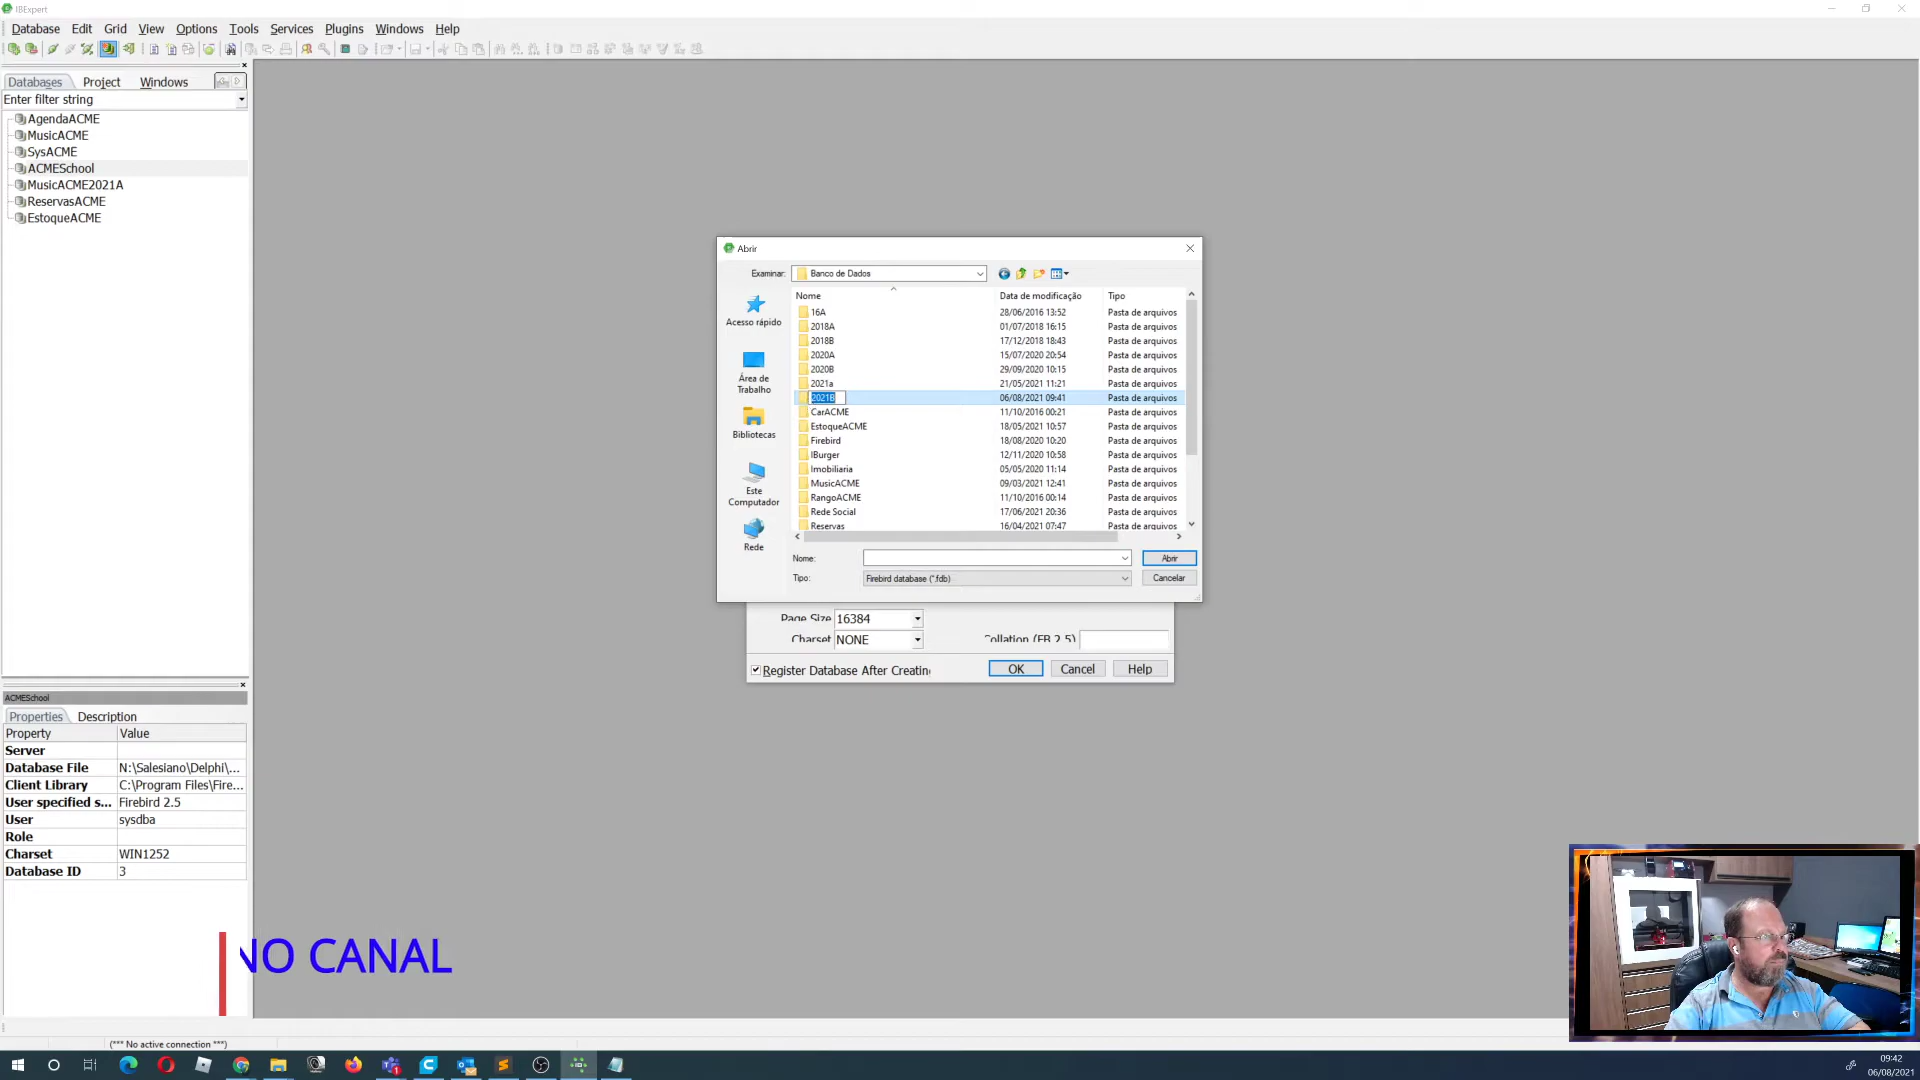 IBExpert
Database Edit Grid View Options Tools Services Plugins Windows Help
Databases Project Windows
Enter filter string
AgendaACME
MusicACME
SysACME
ACMESchool
MusicACME2021A
ReservasACME
EstoqueACME
Abrir
Examinar: Banco de Dados
Nome Data de modificação Tipo
16A 28/06/2016 13:52 Pasta de arquivos
2018A 01/07/2018 16:15 Pasta de arquivos
2018B 17/12/2018 18:43 Pasta de arquivos
2020A 15/07/2020 20:54 Pasta de arquivos
2020B 29/09/2020 10:15 Pasta de arquivos
2021a 21/05/2021 11:21 Pasta de arquivos
2021B 06/08/2021 09:41 Pasta de arquivos
CarACME 11/10/2016 00:21 Pasta de arquivos
EstoqueACME 18/05/2021 10:57 Pasta de arquivos
Firebird 18/08/2020 10:20 Pasta de arquivos
IBurger 12/11/2020 10:58 Pasta de arquivos
Imobiliaria 05/05/2020 11:14 Pasta de arquivos
MusicACME 09/03/2021 12:41 Pasta de arquivos
RangoACME 11/10/2016 00:14 Pasta de arquivos
Rede Social 17/06/2021 20:36 Pasta de arquivos
Reservas 16/04/2021 07:47 Pasta de arquivos
Acesso rápido
Área de
Trabalho
Bibliotecas
Este
Computador
Rede
Nome: Abrir
Tipo: Firebird database (*.fdb) Cancelar
Page Size 16384
Charset NONE Collation (FB 2.5)
Register Database After Creating OK Cancel Help
ACMESchool
Properties Description
Property Value
Server
Database File N:\Salesiano\Delphi\...
Client Library C:\Program Files\Fire...
User specified s... Firebird 2.5
User sysdba
Role
Charset WIN1252
Database ID 3
NO CANAL
(*** No active connection ***)
09:42
06/08/2021